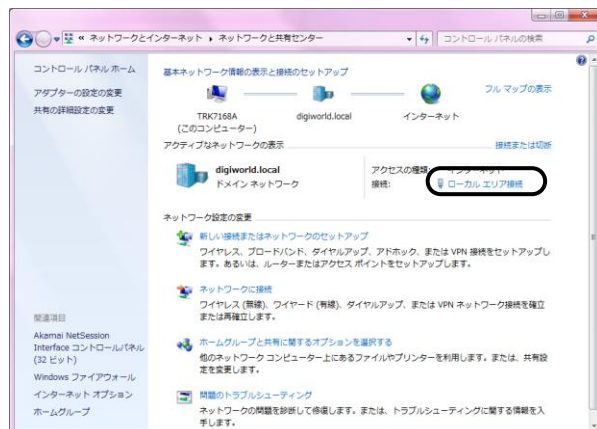 « ネットワークとインターネット ▸ ネットワークと共有センター
コントロール パネルの検索
コントロール パネル ホーム
アダプターの設定の変更
共有の詳細設定の変更
基本ネットワーク情報の表示と接続のセットアップ
フル マップの表示
TRK7168A
(このコンピューター)
digiworld.local
インターネット
アクティブなネットワークの表示
接続または切断
digiworld.local
ドメイン ネットワーク
アクセスの種類: インターネット
接続: ローカル エリア接続
ネットワーク設定の変更
新しい接続またはネットワークのセットアップ
ワイヤレス、ブロードバンド、ダイヤルアップ、アドホック、または VPN 接続をセットアップし
ます。あるいは、ルーターまたはアクセス ポイントをセットアップします。
ネットワークに接続
ワイヤレス (無線)、ワイヤード (有線)、ダイヤルアップ、または VPN ネットワーク接続を確立
または再確立します。
ホームグループと共有に関するオプションを選択する
他のネットワーク コンピューター上にあるファイルやプリンターを利用します。または、共有設
定を変更します。
問題のトラブルシューティング
ネットワークの問題を診断して修復します。または、トラブルシューティングに関する情報を入
手します。
関連項目
Akamai NetSession
Interface コントロールパネル
(32 ビット)
Windows ファイアウォール
インターネット オプション
ホームグループ